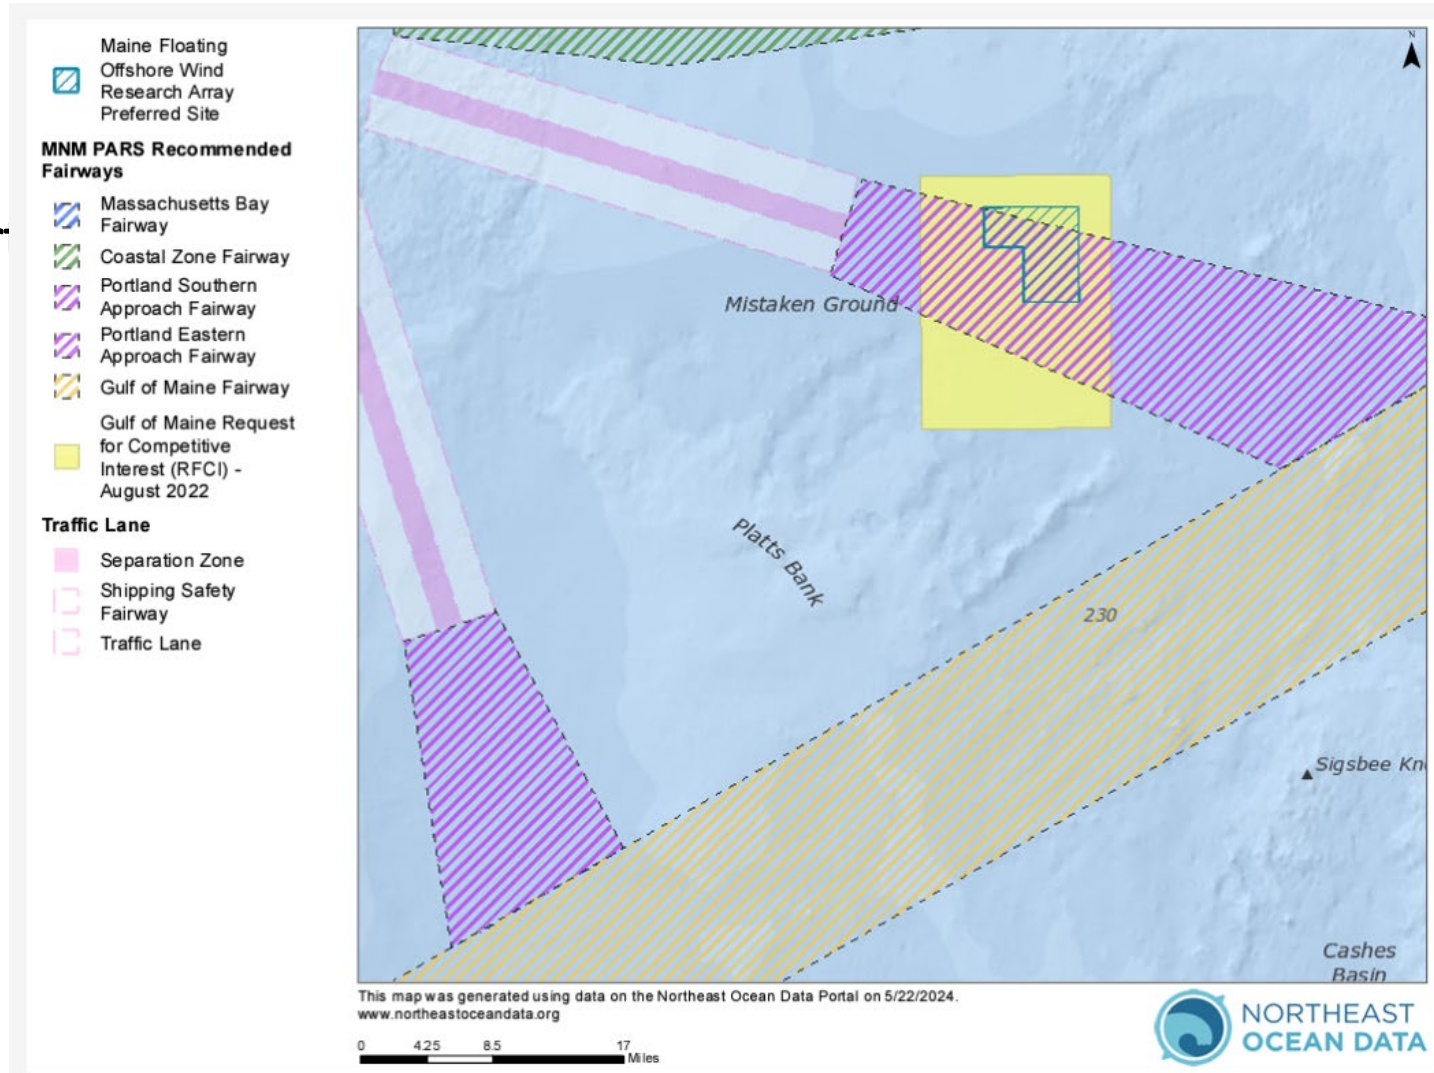 Maine Floating
Offshore Wind
Research Array
Preferred Site
MNM PARS Recommended
Fairways
Massachusetts Bay
Fairway
Coastal Zone Fairway
Portland Southern
Approach Fairway
Portland Eastern
Approach Fairway
Gulf of Maine Fairway
Gulf of Maine Request
for Competitive
Interest (RFCI) -
August 2022
Traffic Lane
Separation Zone
Shipping Safety
Fairway
Traffic Lane
N
Mistaken Ground
Platts Bank
230
Sigsbee Kn
Cashes
Basin
This map was generated using data on the Northeast Ocean Data Portal on 5/22/2024.
www.northeastoceandata.org
0 4.25 8.5 17
Miles
NORTHEAST
OCEAN DATA